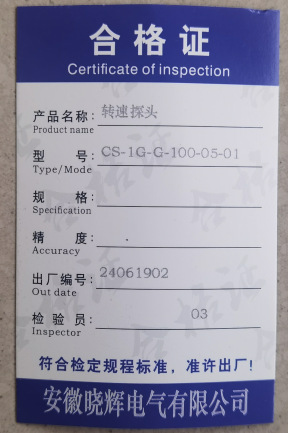 合格证
Certificate of inspection
产品名称: 转速探头
Product name
型 号: CS-1G-G-100-05-01
Type/Mode
规 格:
Specification
精 度:
Accuracy
出厂编号: 24061902
Out date
检验员: 03
Inspector
符合检定规程标准，准许出厂!
安徽晓辉电气有限公司